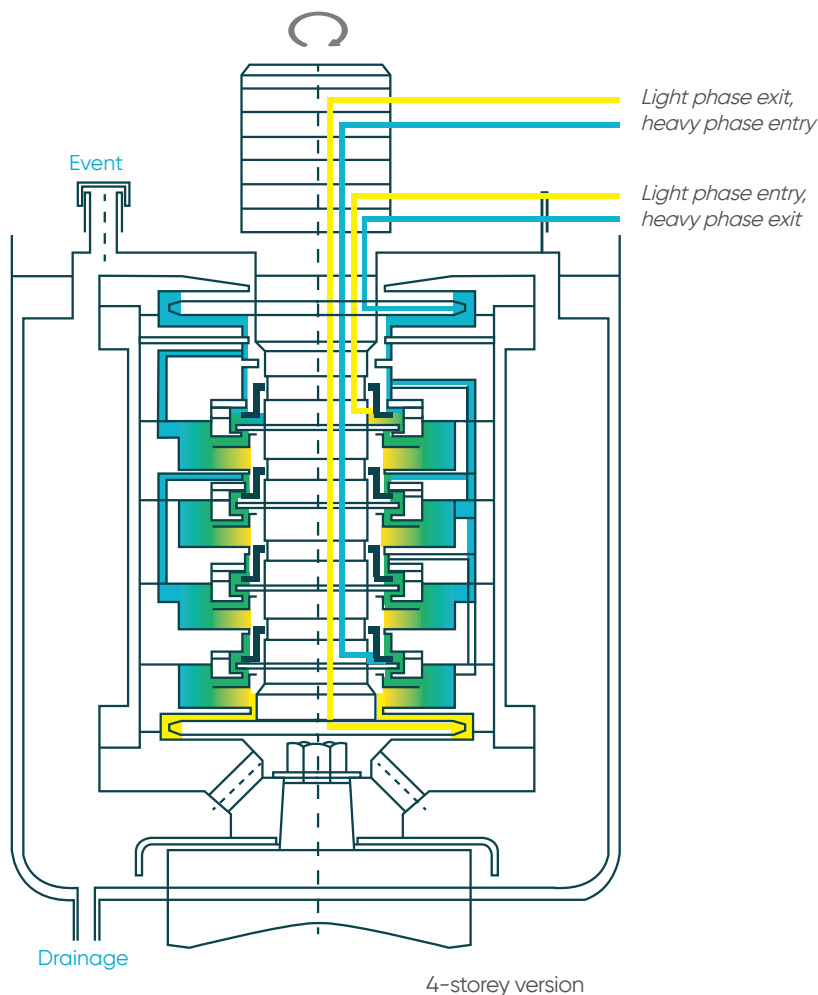 Light phase exit,
heavy phase entry
Event
Light phase entry,
heavy phase exit
Drainage
4-storey version